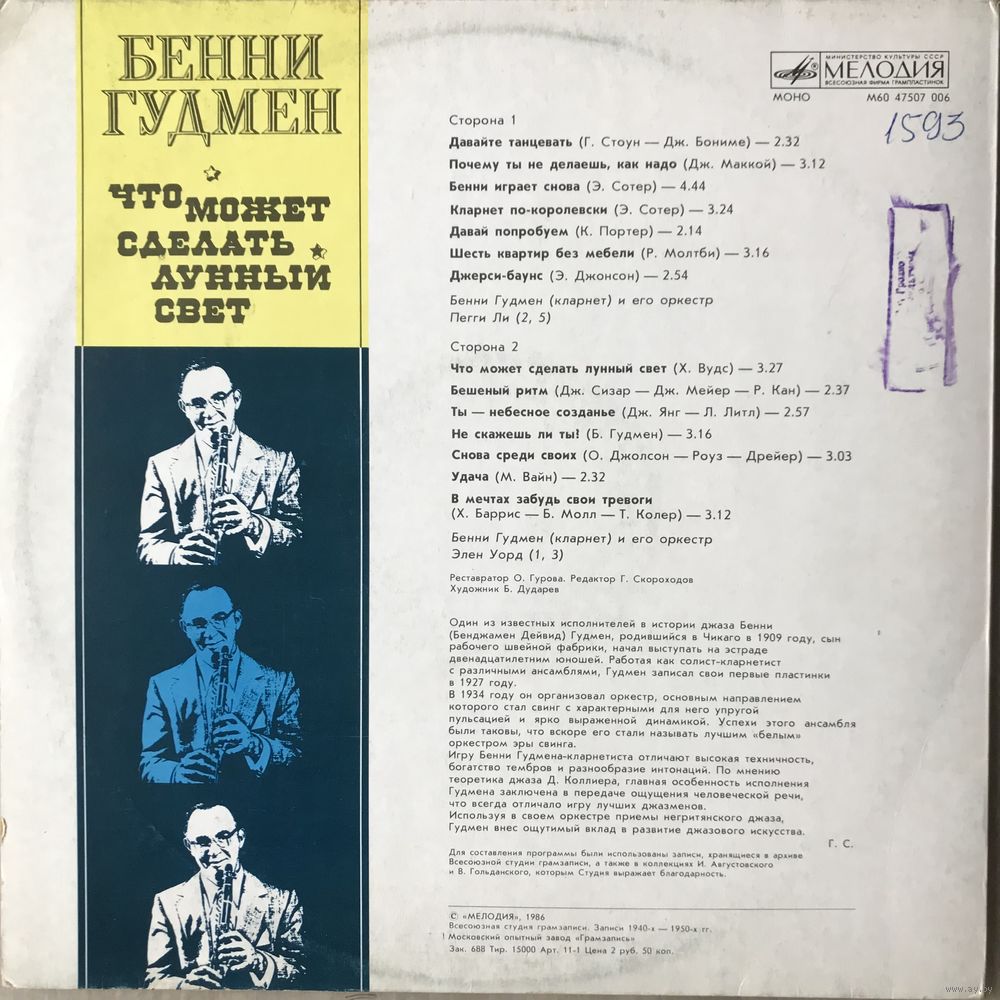 БЕННИ
ГУДМЕН
ЧТО
МОЖЕТ
СДЕЛАТЬ
ЛУННЫЙ
СВЕТ
МИНИСТЕРСТВО КУЛЬТУРЫ СССР
МЕЛОДИЯ
ВСЕСОЮЗНАЯ ФИРМА ГРАМПЛАСТИНОК
МОНО М60 47507 006
1593
Сторона 1
Давайте танцевать (Г. Стоун — Дж. Бониме) — 2.32
Почему ты не делаешь, как надо (Дж. Маккой) — 3.12
Бенни играет снова (Э. Сотер) — 4.44
Кларнет по-королевски (Э. Сотер) — 3.24
Давай попробуем (К. Портер) — 2.14
Шесть квартир без мебели (Р. Молтби) — 3.16
Джерси-баунс (Э. Джонсон) — 2.54
Бенни Гудмен (кларнет) и его оркестр
Пегги Ли (2, 5)
Сторона 2
Что может сделать лунный свет (Х. Вудс) — 3.27
Бешеный ритм (Дж. Сизар — Дж. Мейер — Р. Кан) — 2.37
Ты — небесное созданье (Дж. Янг — Л. Литл) — 2.57
Не скажешь ли ты? (Б. Гудмен) — 3.16
Снова среди своих (О. Джолсон — Роуз — Дрейер) — 3.03
Удача (М. Вайн) — 2.32
В мечтах забудь свои тревоги
(Х. Баррис — Б. Молл — Т. Колер) — 3.12
Бенни Гудмен (кларнет) и его оркестр
Элен Уорд (1, 3)
Реставратор О. Гурова. Редактор Г. Скороходов
Художник Б. Дударев
Один из известных исполнителей в истории джаза Бенни
(Бенджамен Дейвид) Гудмен, родившийся в Чикаго в 1909 году, сын
рабочего швейной фабрики, начал выступать на эстраде
двенадцатилетним юношей. Работая как солист-кларнетист
с различными ансамблями, Гудмен записал свои первые пластинки
в 1927 году.
В 1934 году он организовал оркестр, основным направлением
которого стал свинг с характерными для него упругой
пульсацией и ярко выраженной динамикой. Успехи этого ансамбля
были таковы, что вскоре его стали называть лучшим «белым»
оркестром эры свинга.
Игру Бенни Гудмена-кларнетиста отличают высокая техничность,
богатство тембров и разнообразие интонаций. По мнению
теоретика джаза Д. Коллиера, главная особенность исполнения
Гудмена заключена в передаче ощущения человеческой речи,
что всегда отличало игру лучших джазменов.
Используя в своем оркестре приемы негритянского джаза,
Гудмен внес ощутимый вклад в развитие джазового искусства.
Г. С.
Для составления программы были использованы записи, хранящиеся в архиве
Всесоюзной студии грамзаписи, а также в коллекциях И. Августовского
и В. Гольданского, которым Студия выражает благодарность.
© «МЕЛОДИЯ», 1986
Всесоюзная студия грамзаписи. Записи 1940-х — 1950-х гг.
Московский опытный завод «Грамзапись»
Зак. 688 Тир. 15000 Арт. 11-1 Цена 2 руб. 50 коп.
www.ay.by